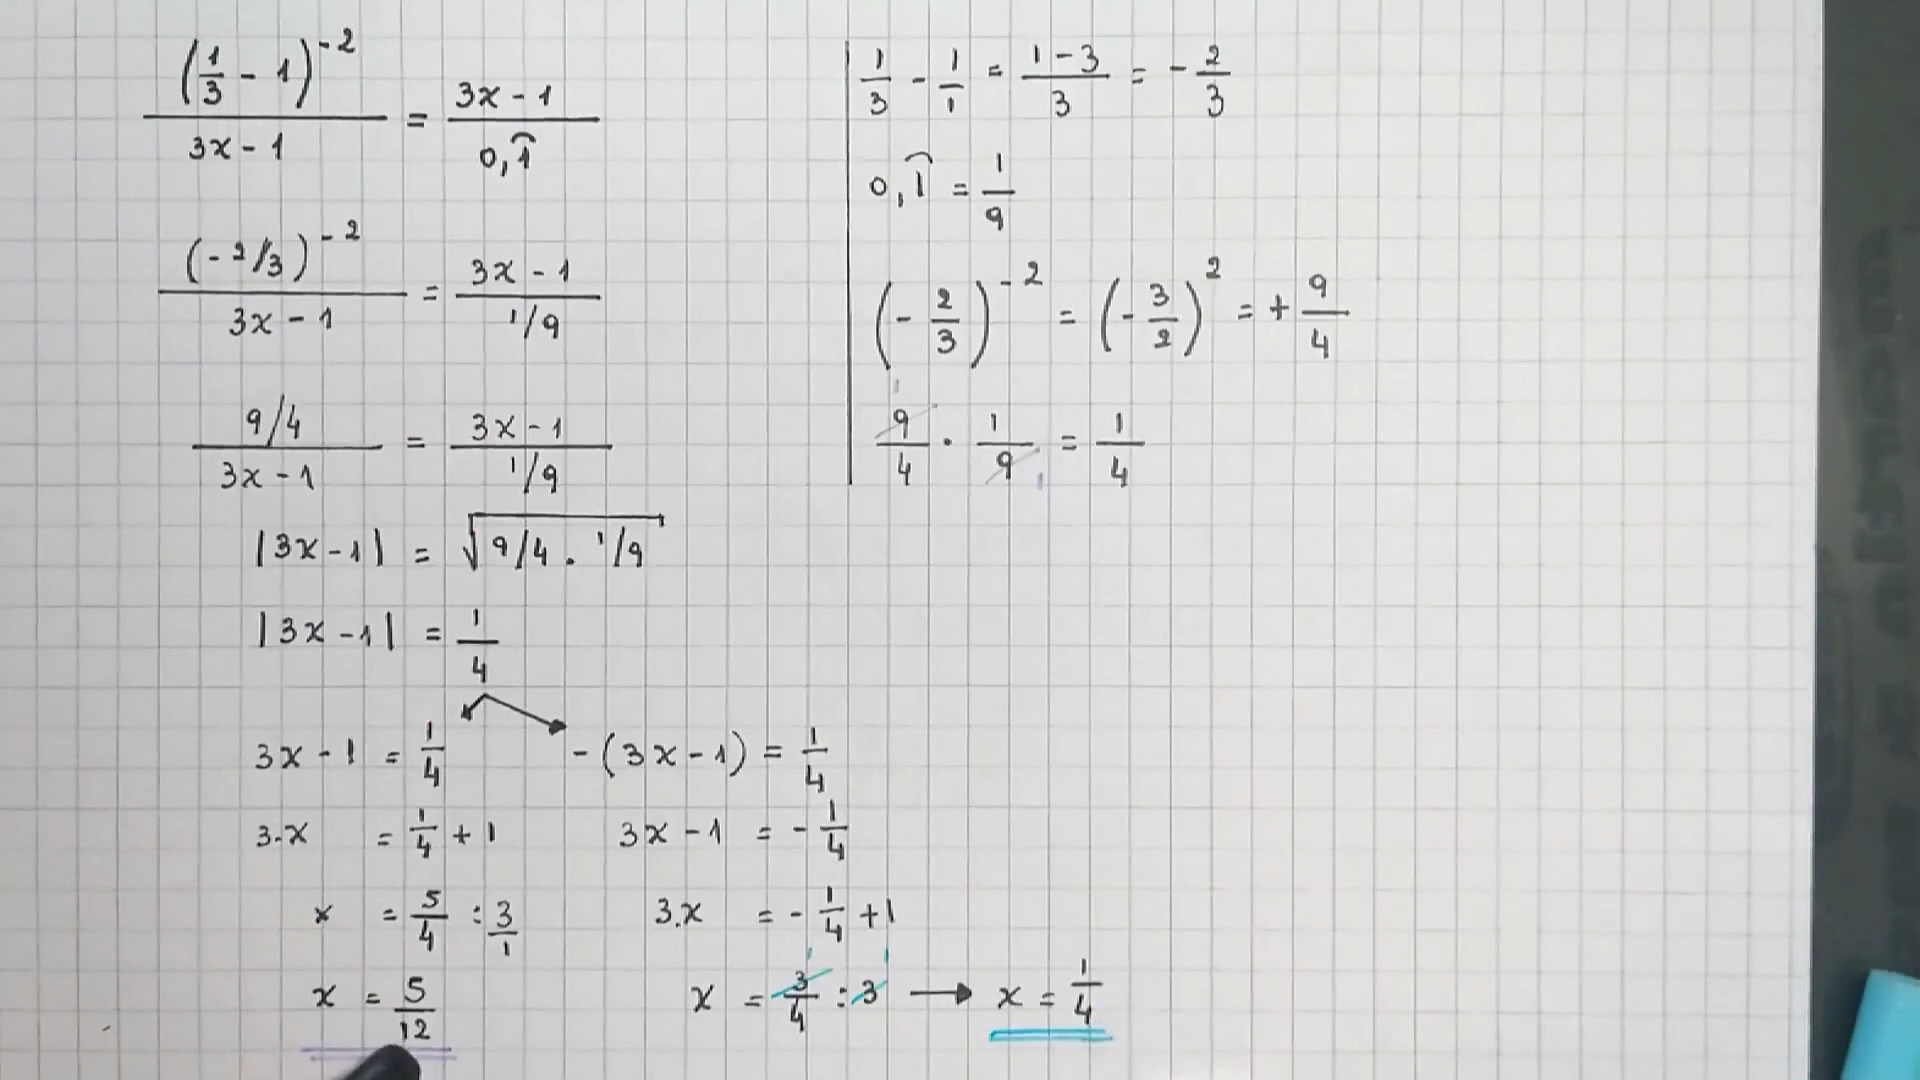 (1/3 - 1)^-2 / 3x - 1 = 3x - 1 / 0,1̂
(-2/3)^-2 / 3x - 1 = 3x - 1 / 1/9
9/4 / 3x - 1 = 3x - 1 / 1/9
|3x - 1| = √9/4 . 1/9
|3x - 1| = 1/4
3x - 1 = 1/4 -(3x - 1) = 1/4
3.x = 1/4 + 1 3x - 1 = -1/4
x = 5/4 : 3/1 3.x = -1/4 + 1
x = 5/12 x = 3/4 : 3 → x = 1/4
1/3 - 1/1 = 1 - 3 / 3 = -2/3
0,1̂ = 1/9
(-2/3)^-2 = (-3/2)^2 = +9/4
9/4 . 1/9 = 1/4